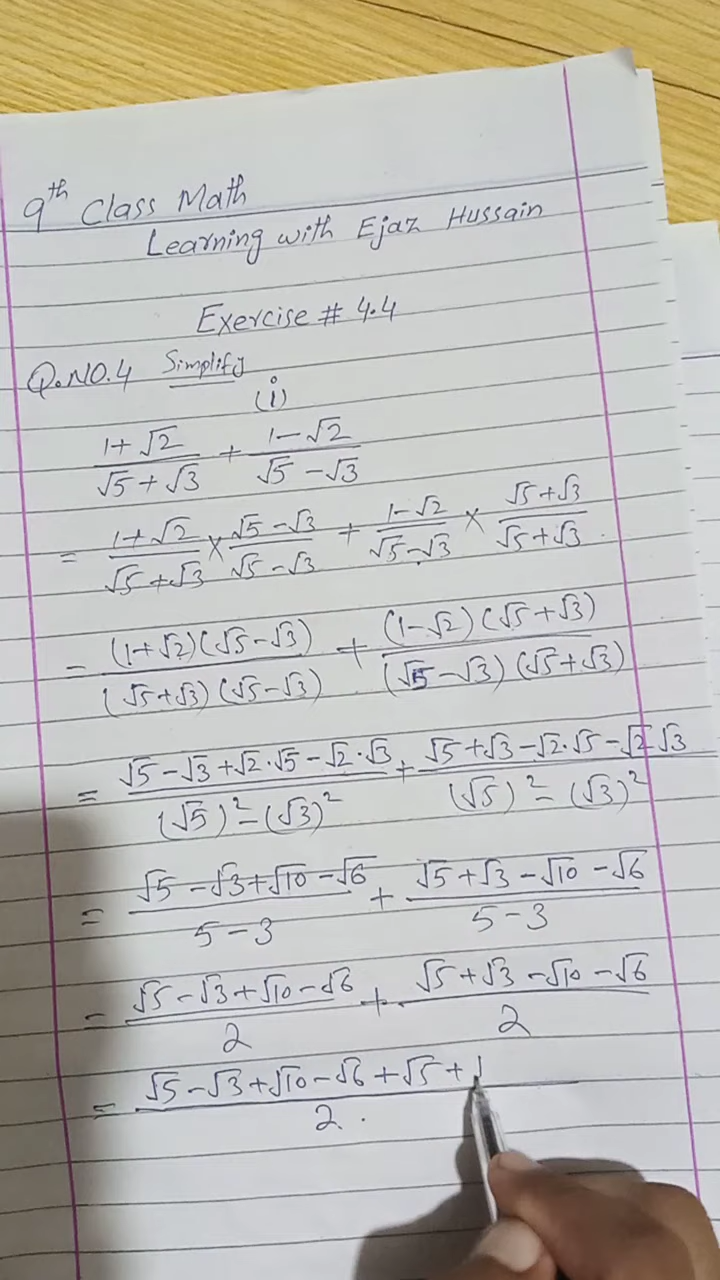 9th Class Math
Learning with Ejaz Hussain
Exercise # 4.4
Q.NO.4 Simplify
(i)
(1+√2)/(√5+√3) + (1-√2)/(√5-√3)
= (1+√2)/(√5+√3) × (√5-√3)/(√5-√3) + (1-√2)/(√5-√3) × (√5+√3)/(√5+√3)
= (1+√2)(√5-√3)/(√5+√3)(√5-√3) + (1-√2)(√5+√3)/(√5-√3)(√5+√3)
= (√5-√3+√2·√5-√2·√3)/((√5)²-(√3)²) + (√5+√3-√2·√5-√2√3)/((√5)²-(√3)²)
= (√5-√3+√10-√6)/(5-3) + (√5+√3-√10-√6)/(5-3)
= (√5-√3+√10-√6)/2 + (√5+√3-√10-√6)/2
= (√5-√3+√10-√6+√5+)/2